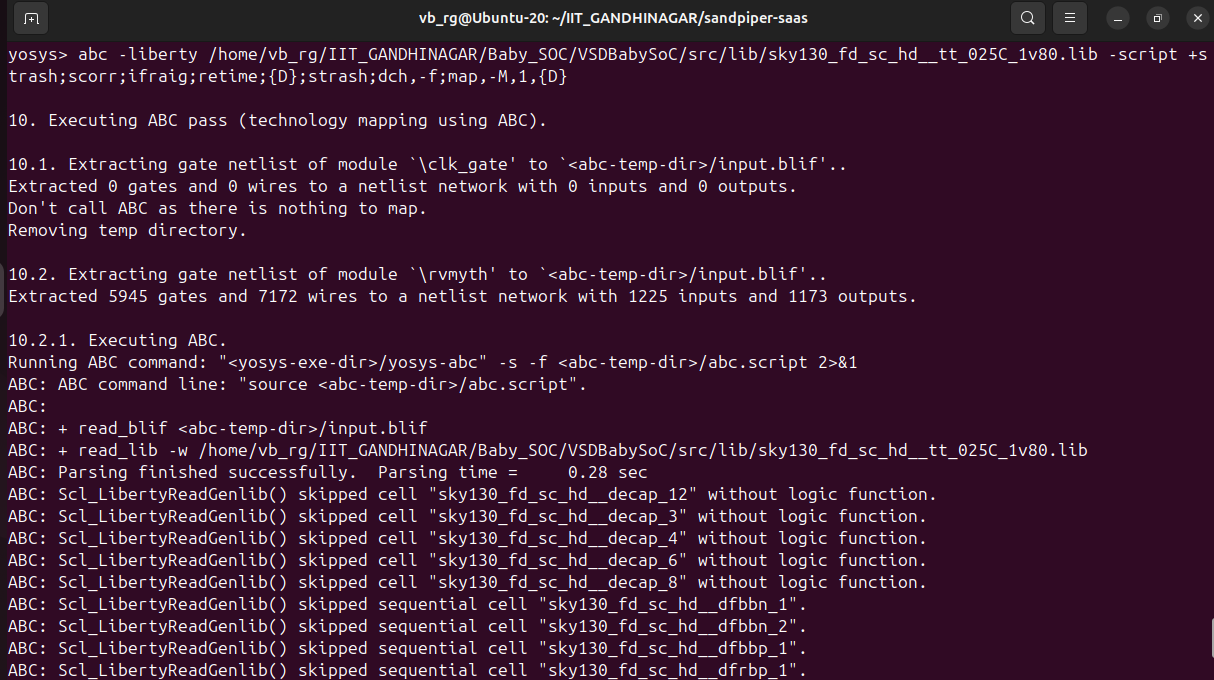 vb_rg@Ubuntu-20: ~/IIT_GANDHINAGAR/sandpiper-saas
yosys> abc -liberty /home/vb_rg/IIT_GANDHINAGAR/Baby_SOC/VSDBabySoC/src/lib/sky130_fd_sc_hd__tt_025C_1v80.lib -script +s
trash;scorr;ifraig;retime;{D};strash;dch,-f;map,-M,1,{D}
10. Executing ABC pass (technology mapping using ABC).
10.1. Extracting gate netlist of module `\clk_gate' to `<abc-temp-dir>/input.blif'..
Extracted 0 gates and 0 wires to a netlist network with 0 inputs and 0 outputs.
Don't call ABC as there is nothing to map.
Removing temp directory.
10.2. Extracting gate netlist of module `\rvmyth' to `<abc-temp-dir>/input.blif'..
Extracted 5945 gates and 7172 wires to a netlist network with 1225 inputs and 1173 outputs.
10.2.1. Executing ABC.
Running ABC command: "<yosys-exe-dir>/yosys-abc" -s -f <abc-temp-dir>/abc.script 2>&1
ABC: ABC command line: "source <abc-temp-dir>/abc.script".
ABC:
ABC: + read_blif <abc-temp-dir>/input.blif
ABC: + read_lib -w /home/vb_rg/IIT_GANDHINAGAR/Baby_SOC/VSDBabySoC/src/lib/sky130_fd_sc_hd__tt_025C_1v80.lib
ABC: Parsing finished successfully.  Parsing time =     0.28 sec
ABC: Scl_LibertyReadGenlib() skipped cell "sky130_fd_sc_hd__decap_12" without logic function.
ABC: Scl_LibertyReadGenlib() skipped cell "sky130_fd_sc_hd__decap_3" without logic function.
ABC: Scl_LibertyReadGenlib() skipped cell "sky130_fd_sc_hd__decap_4" without logic function.
ABC: Scl_LibertyReadGenlib() skipped cell "sky130_fd_sc_hd__decap_6" without logic function.
ABC: Scl_LibertyReadGenlib() skipped cell "sky130_fd_sc_hd__decap_8" without logic function.
ABC: Scl_LibertyReadGenlib() skipped sequential cell "sky130_fd_sc_hd__dfbbn_1".
ABC: Scl_LibertyReadGenlib() skipped sequential cell "sky130_fd_sc_hd__dfbbn_2".
ABC: Scl_LibertyReadGenlib() skipped sequential cell "sky130_fd_sc_hd__dfbbp_1".
ABC: Scl_LibertyReadGenlib() skipped sequential cell "sky130_fd_sc_hd__dfrbp_1".